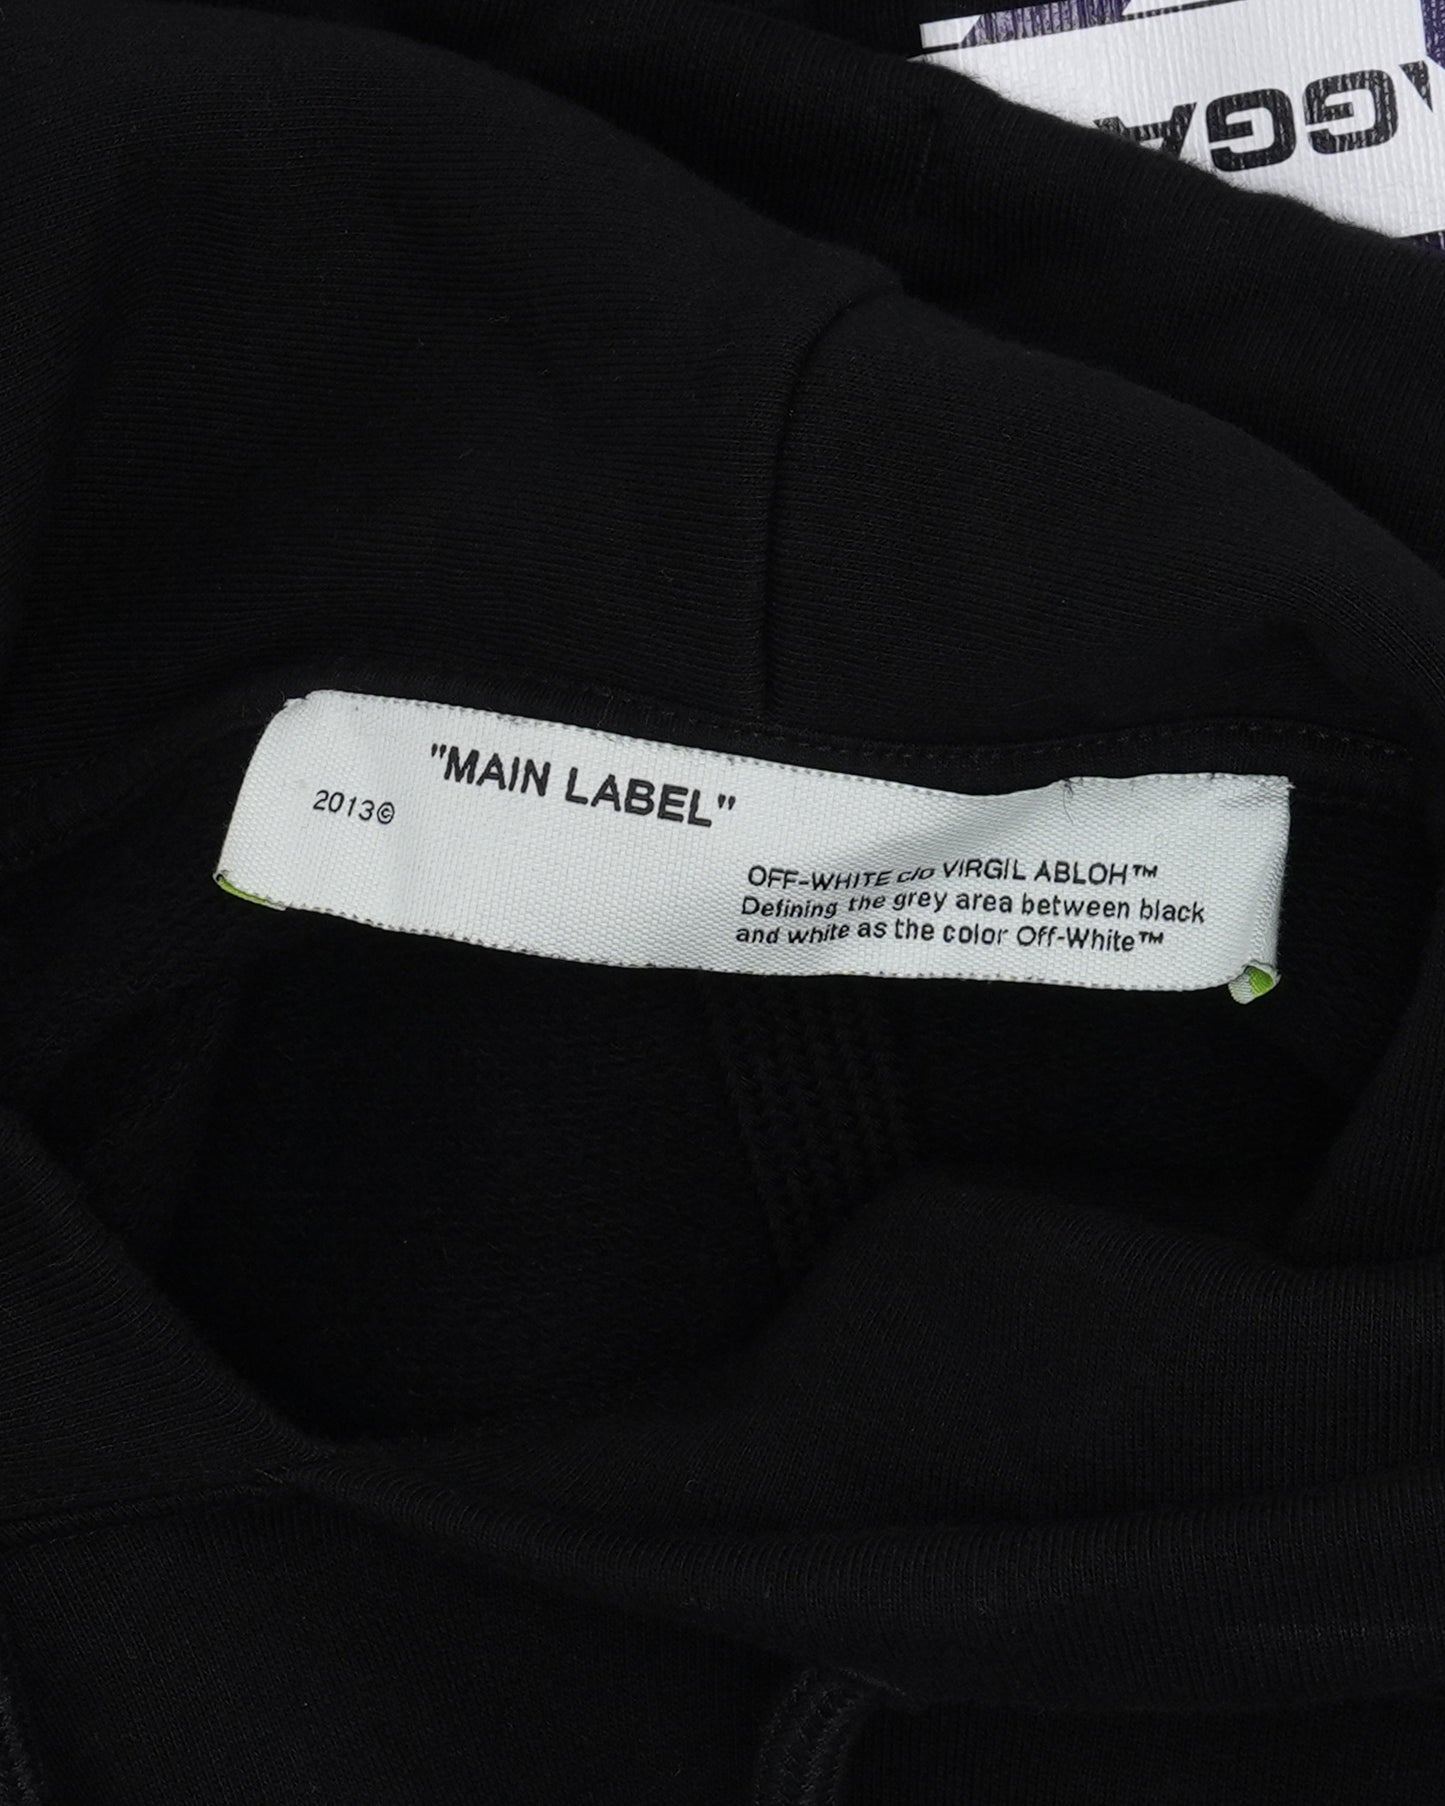 "MAIN LABEL"
2013©
OFF-WHITE c/o VIRGIL ABLOH™
Defining the grey area between black
and white as the color Off-White™